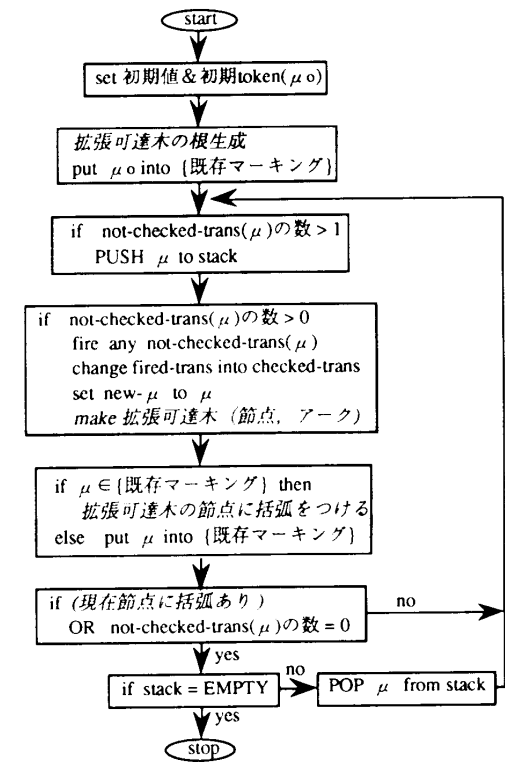 start
set 初期値&初期token(μo)
拡張可達木の根生成
put μo into {既存マーキング}
if not-checked-trans(μ)の数>1
PUSH μ to stack
if not-checked-trans(μ)の数>0
fire any not-checked-trans(μ)
change fired-trans into checked-trans
set new-μ to μ
make 拡張可達木(節点,アーク)
if μ∈{既存マーキング} then
拡張可達木の節点に括弧をつける
else put μ into {既存マーキング}
if (現在節点に括弧あり)
OR not-checked-trans(μ)の数=0
no
yes
if stack = EMPTY
no
POP μ from stack
yes
stop